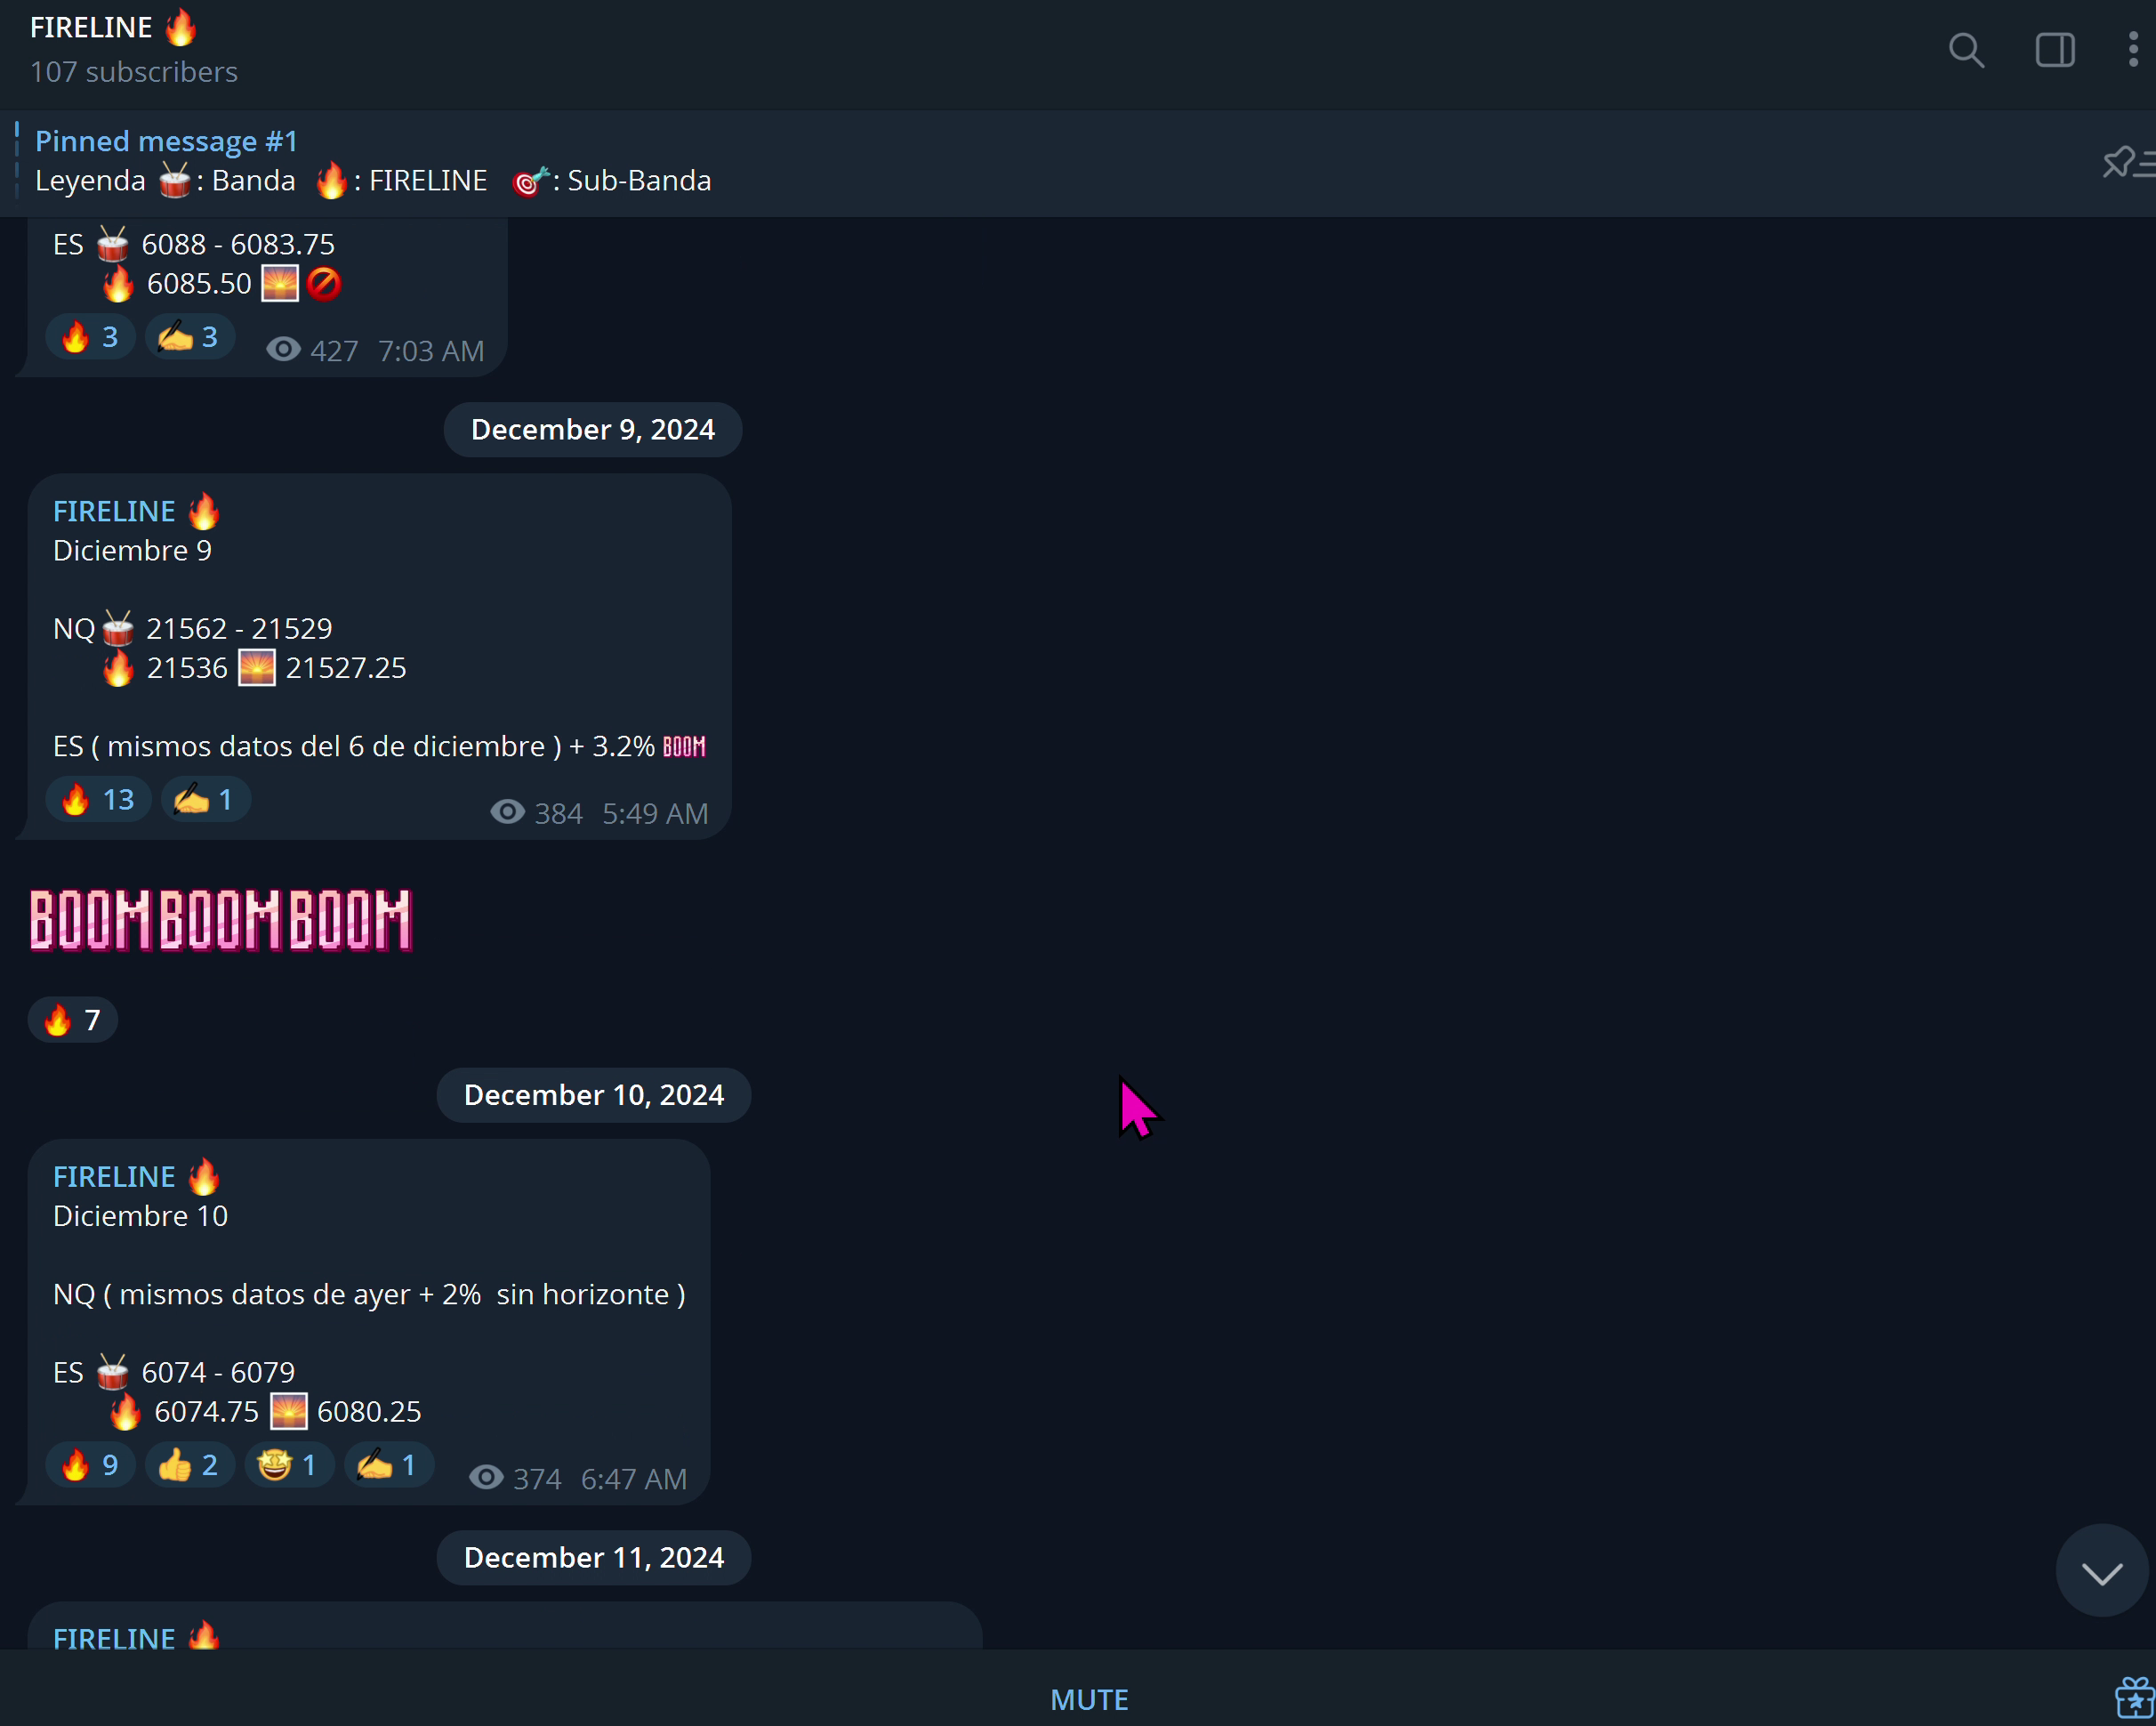 FIRELINE 🔥
107 subscribers
Pinned message #1
Leyenda 🥁: Banda 🔥: FIRELINE 🎯: Sub-Banda
ES 🥁 6088 - 6083.75
🔥 6085.50 🌅🚫
🔥 3 ✍️ 3 427 7:03 AM
December 9, 2024
FIRELINE 🔥
Diciembre 9
NQ🥁 21562 - 21529
🔥 21536 🌅 21527.25
ES ( mismos datos del 6 de diciembre ) + 3.2% BOOM
🔥 13 ✍️ 1 384 5:49 AM
BOOM BOOM BOOM
🔥 7
December 10, 2024
FIRELINE 🔥
Diciembre 10
NQ ( mismos datos de ayer + 2% sin horizonte )
ES 🥁 6074 - 6079
🔥 6074.75 🌅 6080.25
🔥 9 👍 2 🤩 1 ✍️ 1 374 6:47 AM
December 11, 2024
FIRELINE 🔥
MUTE